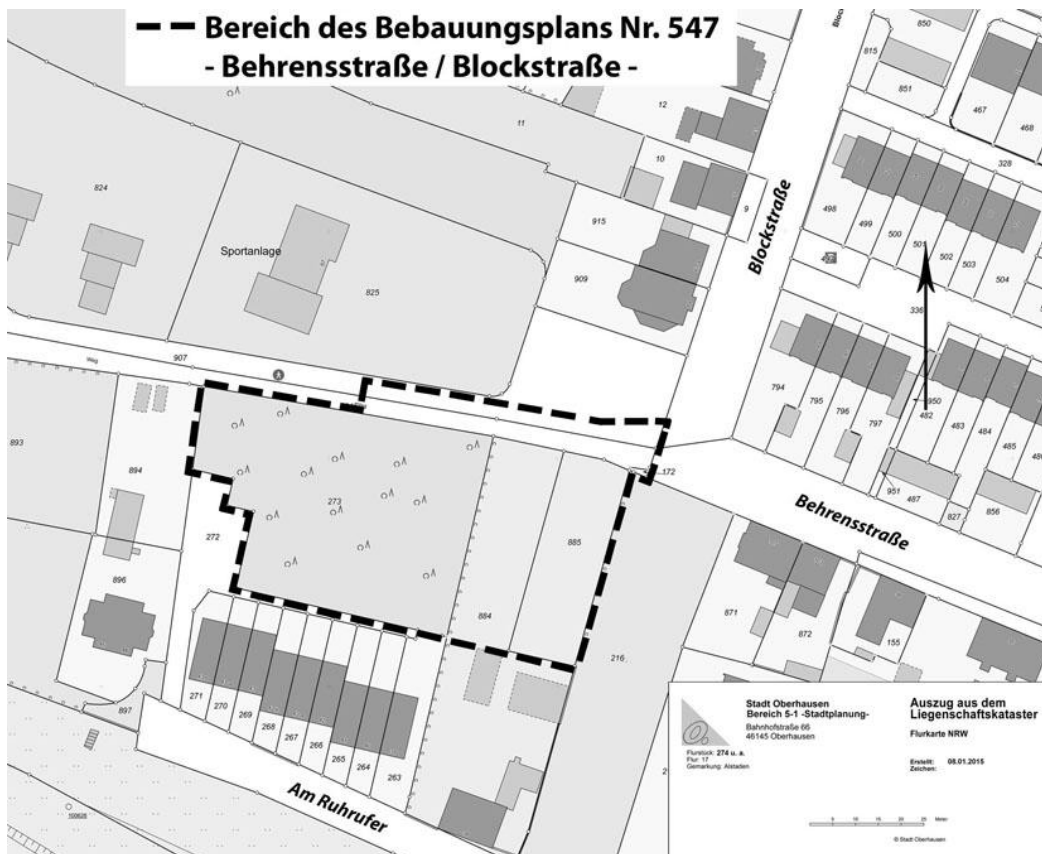 Bereich des Bebauungsplans Nr. 547
- Behrensstraße / Blockstraße -
850
815
851
467
468
12
11
10
328
824
9
498
499
500
501
502
503
504
915
Blockstraße
Sportanlage
909
825
336
907
Weg
794
795
796
797
950
482
483
484
485
893
894
172
951
487
827
856
273
Behrensstraße
272
885
896
884
871
872
155
216
271
270
269
268
267
266
265
264
263
897
Am Ruhrufer
Stadt Oberhausen
Bereich 5-1 -Stadtplanung-
Bahnhofstraße 66
46145 Oberhausen
Flurstück: 274 u. a.
Flur: 17
Gemarkung: Alstaden
Auszug aus dem
Liegenschaftskataster
Flurkarte NRW
Erstellt: 08.01.2015
Zeichen:
5 10 15 20 25 Meter
© Stadt Oberhausen